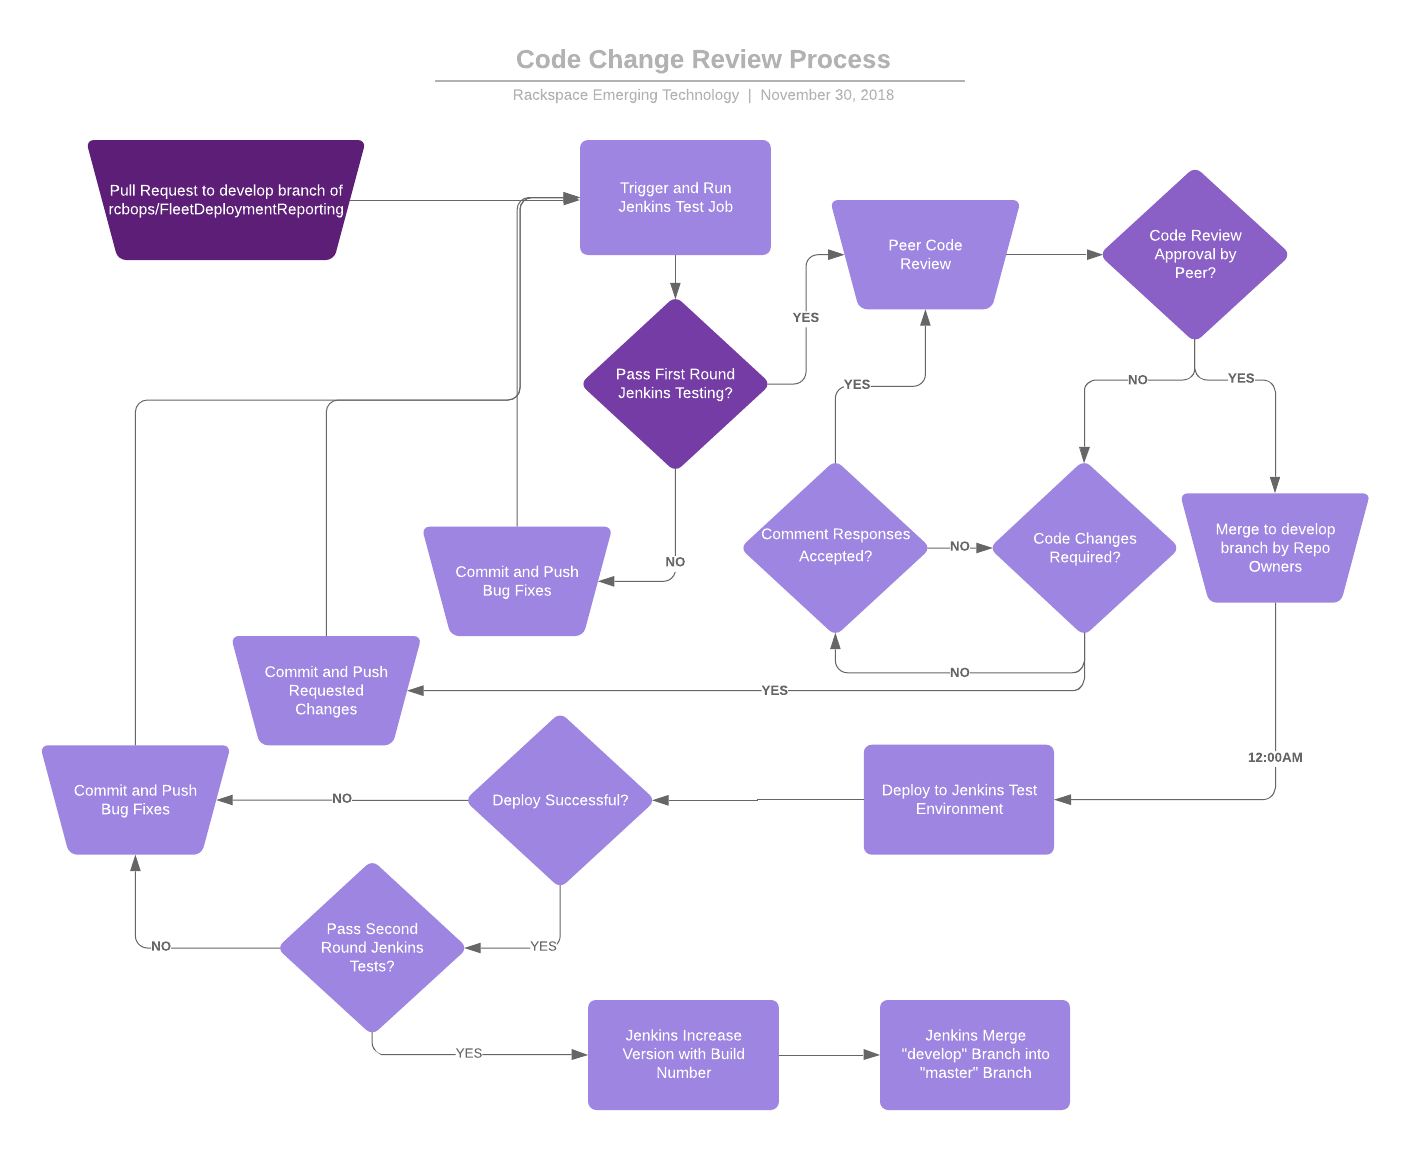 Code Change Review Process
Rackspace Emerging Technology | November 30, 2018
Pull Request to develop branch of
rcbops/FleetDeploymentReporting
Trigger and Run
Jenkins Test Job
Peer Code
Review
Code Review
Approval by
Peer?
YES
Pass First Round
Jenkins Testing?
YES
NO
YES
Comment Responses
Accepted?
NO
Code Changes
Required?
Merge to develop
branch by Repo
Owners
Commit and Push
Bug Fixes
NO
Commit and Push
Requested
Changes
NO
YES
12:00AM
Commit and Push
Bug Fixes
NO
Deploy Successful?
Deploy to Jenkins Test
Environment
Pass Second
Round Jenkins
Tests?
NO
YES
YES
Jenkins Increase
Version with Build
Number
Jenkins Merge
"develop" Branch into
"master" Branch